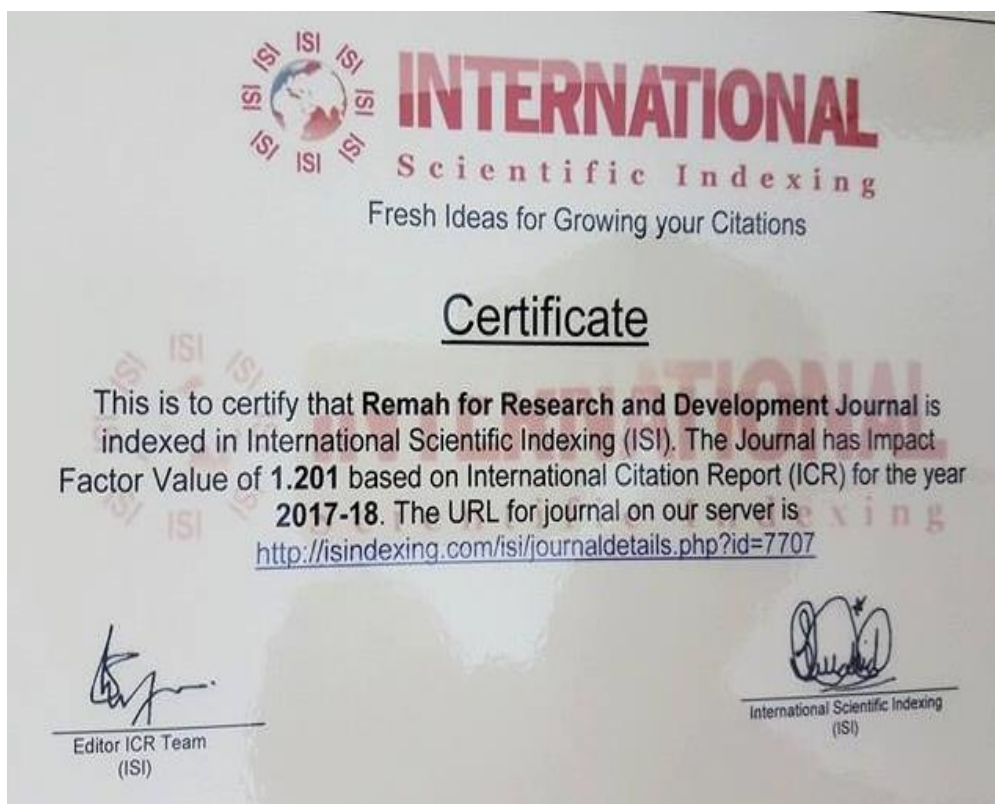 ISI ISI ISI ISI ISI ISI ISI ISI
INTERNATIONAL
Scientific Indexing
Fresh Ideas for Growing your Citations
Certificate
This is to certify that Remah for Research and Development Journal is
indexed in International Scientific Indexing (ISI). The Journal has Impact
Factor Value of 1.201 based on International Citation Report (ICR) for the year
2017-18. The URL for journal on our server is
http://isindexing.com/isi/journaldetails.php?id=7707
Editor ICR Team
(ISI)
International Scientific Indexing
(ISI)